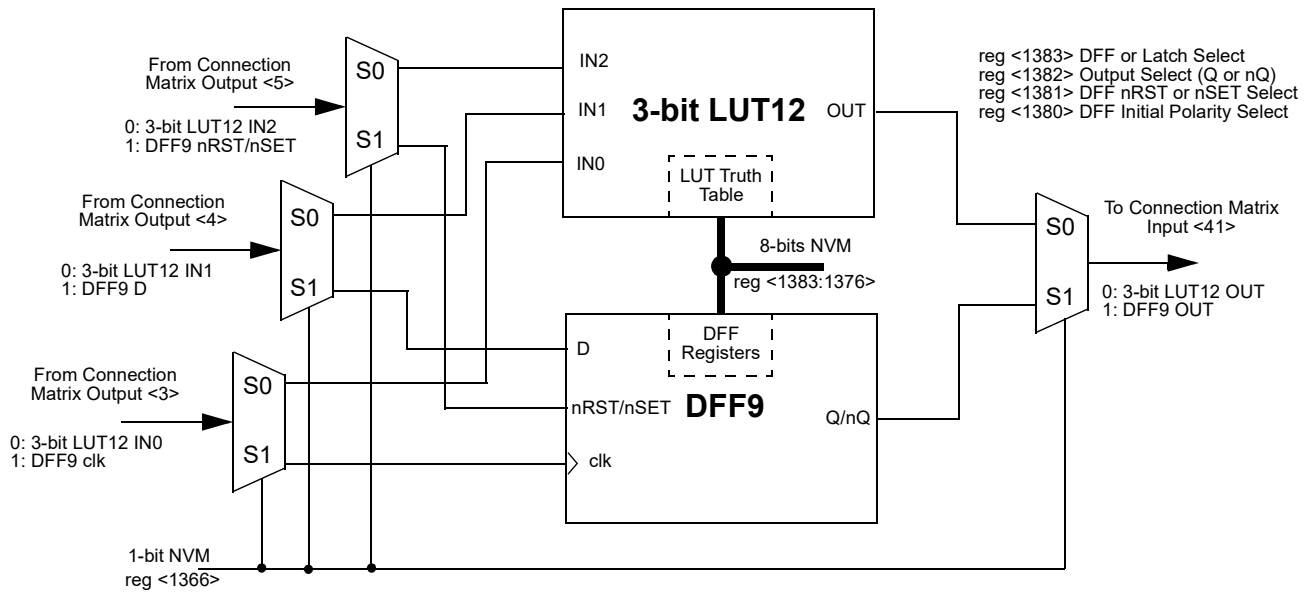 From Connection
Matrix Output <5>
0: 3-bit LUT12 IN2
1: DFF9 nRST/nSET
S0
S1
From Connection
Matrix Output <4>
0: 3-bit LUT12 IN1
1: DFF9 D
S0
S1
From Connection
Matrix Output <3>
0: 3-bit LUT12 IN0
1: DFF9 clk
S0
S1
1-bit NVM
reg <1366>
IN2
IN1
IN0
3-bit LUT12
OUT
LUT Truth
Table
8-bits NVM
reg <1383:1376>
DFF
Registers
D
nRST/nSET
DFF9
Q/nQ
clk
reg <1383> DFF or Latch Select
reg <1382> Output Select (Q or nQ)
reg <1381> DFF nRST or nSET Select
reg <1380> DFF Initial Polarity Select
S0
S1
To Connection Matrix
Input <41>
0: 3-bit LUT12 OUT
1: DFF9 OUT